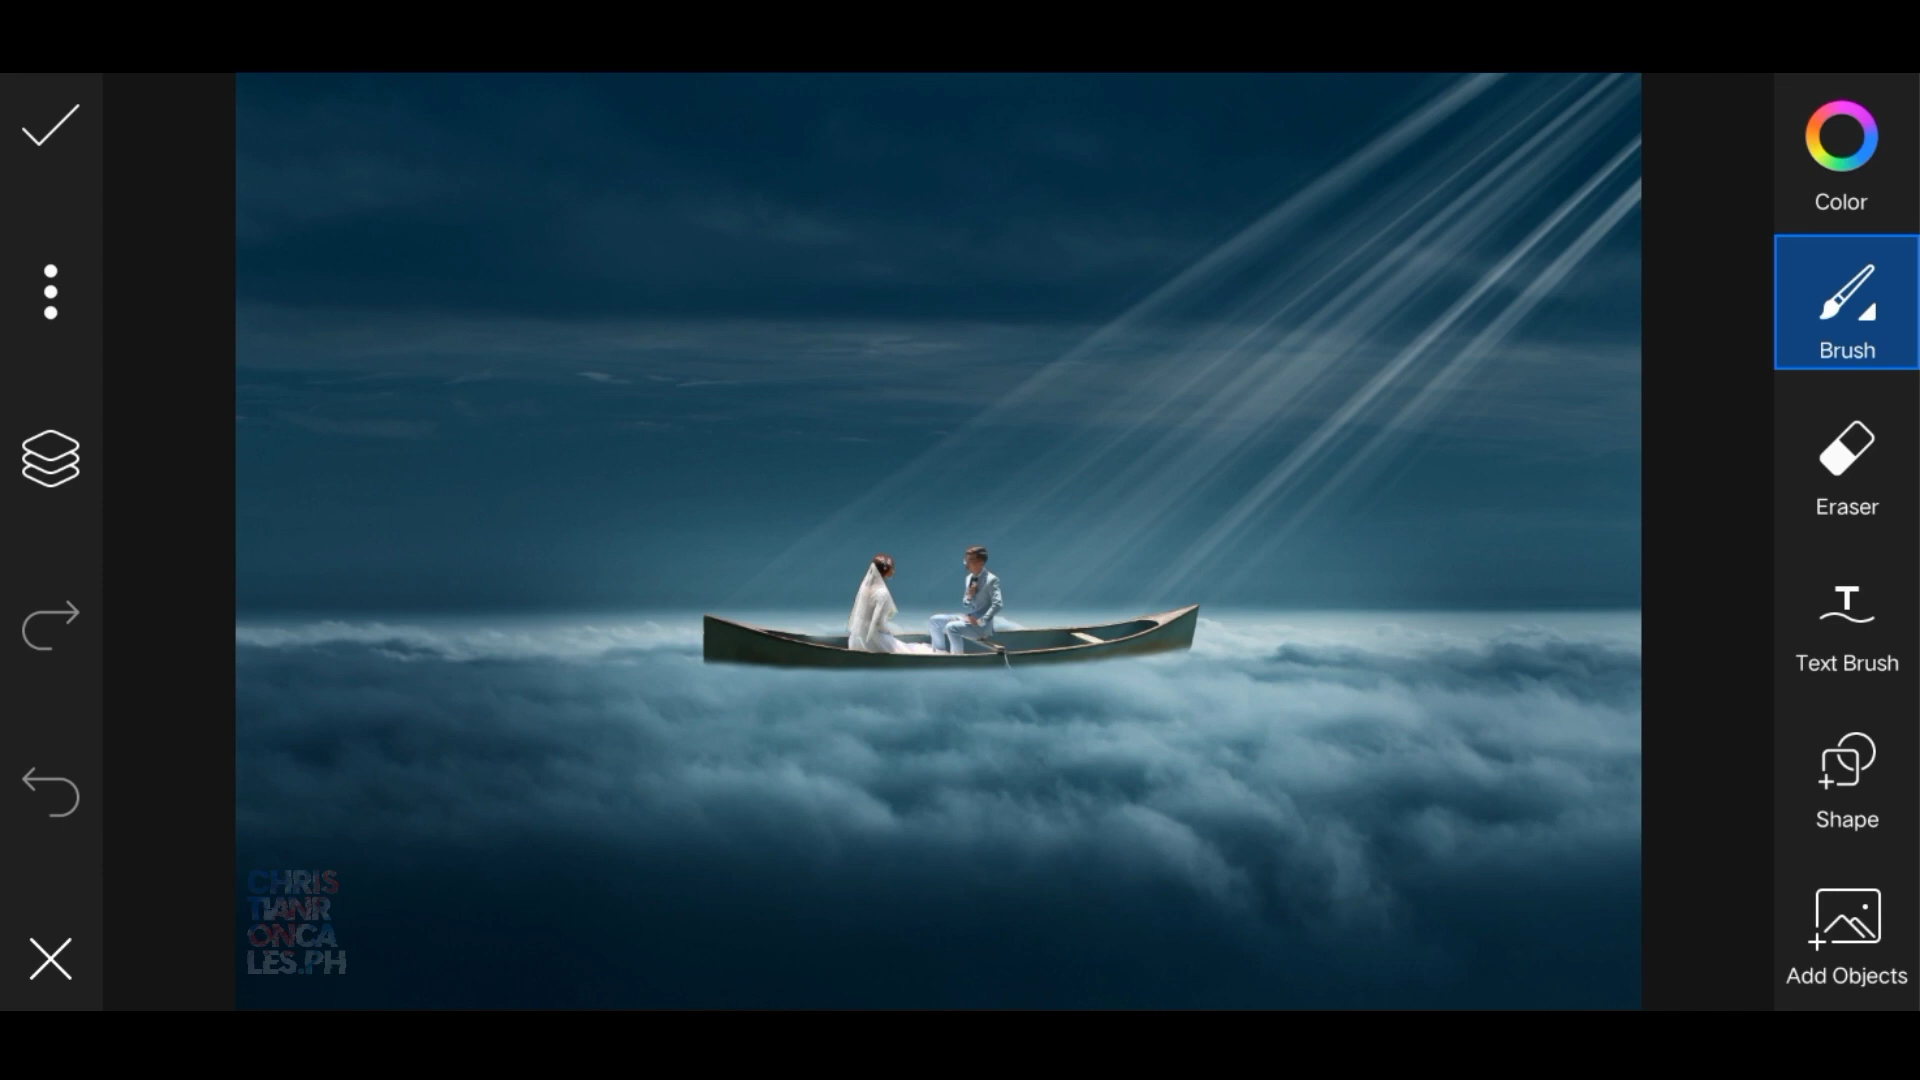 Color
Brush
Eraser
Text Brush
Shape
Add Objects
CHRIS
TIANR
ONCA
LES.PH